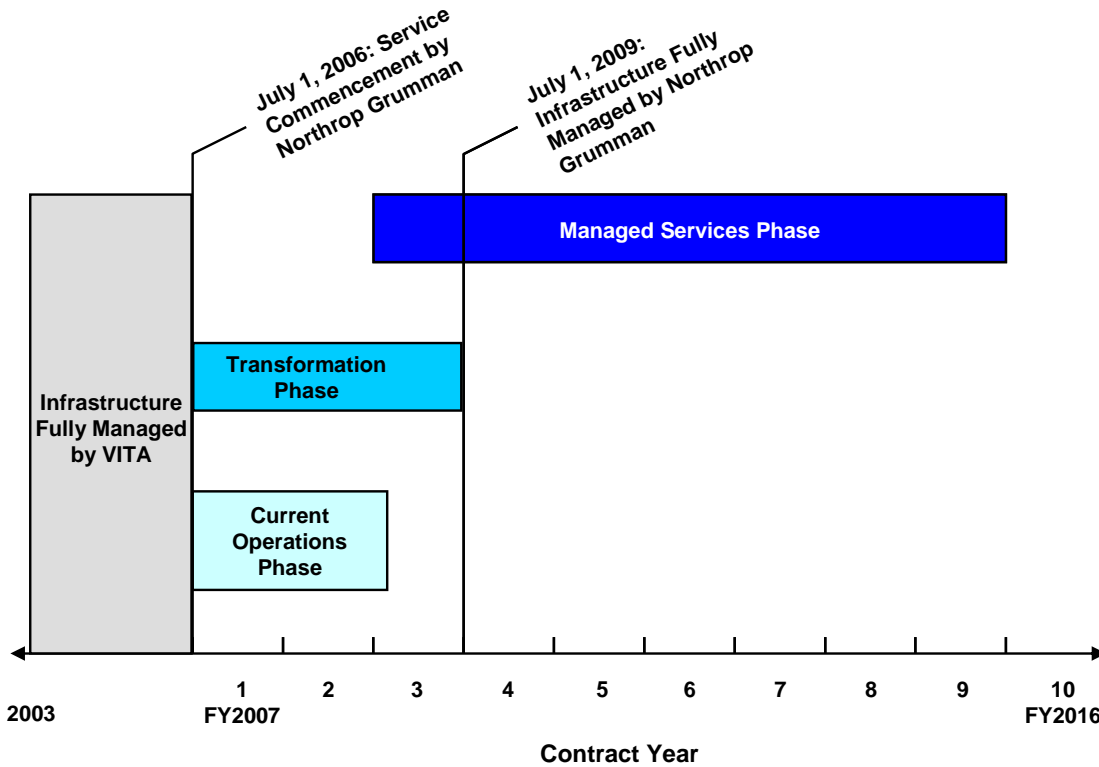 July 1, 2006: Service
Commencement by
Northrop Grumman
July 1, 2009:
Infrastructure Fully
Managed by Northrop
Grumman
Managed Services Phase
Transformation
Phase
Infrastructure
Fully Managed
by VITA
Current
Operations
Phase
1 2 3 4 5 6 7 8 9 10
2003 FY2007 FY2016
Contract Year